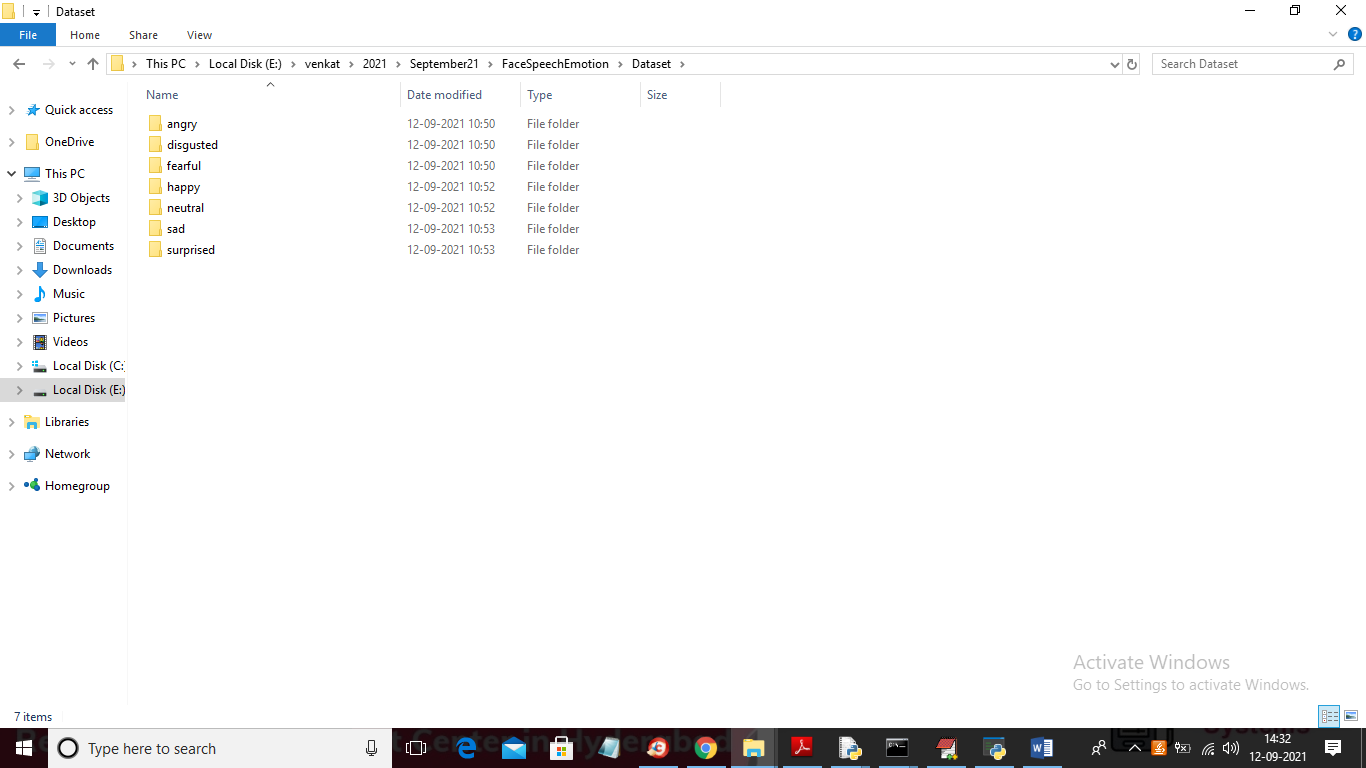 Dataset
File Home Share View
This PC Local Disk (E:) venkat 2021 September21 FaceSpeechEmotion Dataset
Search Dataset
Name Date modified Type Size
Quick access
OneDrive
This PC
3D Objects
Desktop
Documents
Downloads
Music
Pictures
Videos
Local Disk (C:
Local Disk (E:)
Libraries
Network
Homegroup
angry 12-09-2021 10:50 File folder
disgusted 12-09-2021 10:50 File folder
fearful 12-09-2021 10:50 File folder
happy 12-09-2021 10:52 File folder
neutral 12-09-2021 10:52 File folder
sad 12-09-2021 10:53 File folder
surprised 12-09-2021 10:53 File folder
Activate Windows
Go to Settings to activate Windows.
7 items
Type here to search
14:32
12-09-2021